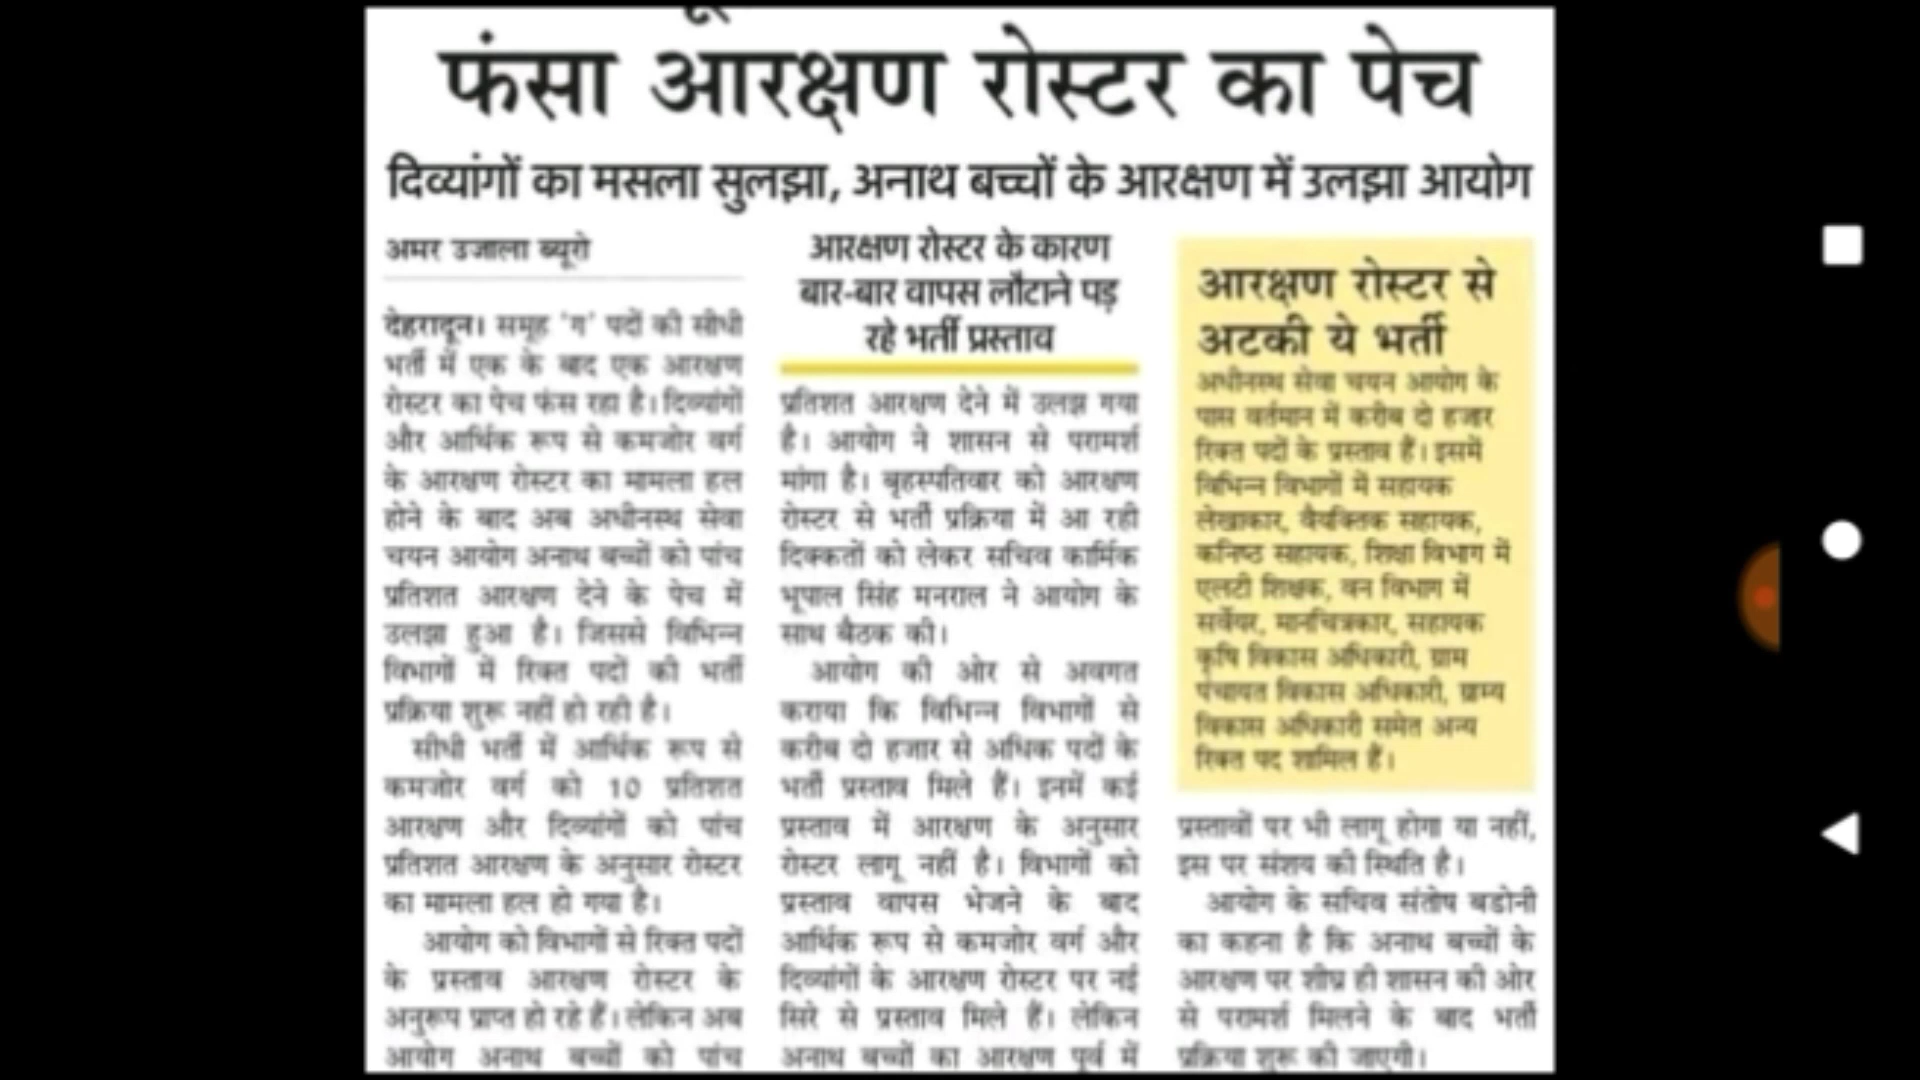 फंसा आरक्षण रोस्टर का पेच
दिव्यांगों का मसला सुलझा, अनाथ बच्चों के आरक्षण में उलझा आयोग
अमर उजाला ब्यूरो
देहरादून। समूह 'ग' पदों की सीधी
भर्ती में एक के बाद एक आरक्षण
रोस्टर का पेच फंस रहा है। दिव्यांगों
और आर्थिक रूप से कमजोर वर्ग
के आरक्षण रोस्टर का मामला हल
होने के बाद अब अधीनस्थ सेवा
चयन आयोग अनाथ बच्चों को पांच
प्रतिशत आरक्षण देने के पेच में
उलझा हुआ है। जिससे विभिन्न
विभागों में रिक्त पदों की भर्ती
प्रक्रिया शुरू नहीं हो रही है।
सीधी भर्ती में आर्थिक रूप से
कमजोर वर्ग को 10 प्रतिशत
आरक्षण और दिव्यांगों को पांच
प्रतिशत आरक्षण के अनुसार रोस्टर
का मामला हल हो गया है।
आयोग को विभागों से रिक्त पदों
के प्रस्ताव आरक्षण रोस्टर के
अनुरूप प्राप्त हो रहे हैं। लेकिन अब
आयोग अनाथ बच्चों को पांच
आरक्षण रोस्टर के कारण
बार-बार वापस लौटाने पड़
रहे भर्ती प्रस्ताव
प्रतिशत आरक्षण देने में उलझ गया
है। आयोग ने शासन से परामर्श
मांगा है। बृहस्पतिवार को आरक्षण
रोस्टर से भर्ती प्रक्रिया में आ रही
दिक्कतों को लेकर सचिव कार्मिक
भूपाल सिंह मनराल ने आयोग के
साथ बैठक की।
आयोग की ओर से अवगत
कराया कि विभिन्न विभागों से
करीब दो हजार से अधिक पदों के
भर्ती प्रस्ताव मिले हैं। इनमें कई
प्रस्ताव में आरक्षण के अनुसार
रोस्टर लागू नहीं है। विभागों को
प्रस्ताव वापस भेजने के बाद
आर्थिक रूप से कमजोर वर्ग और
दिव्यांगों के आरक्षण रोस्टर पर नई
सिरे से प्रस्ताव मिले हैं। लेकिन
अनाथ बच्चों का आरक्षण पूर्व में
आरक्षण रोस्टर से
अटकी ये भर्ती
अधीनस्थ सेवा चयन आयोग के
पास वर्तमान में करीब दो हजार
रिक्त पदों के प्रस्ताव हैं। इसमें
विभिन्न विभागों में सहायक
लेखाकार, वैयक्तिक सहायक,
कनिष्ठ सहायक, शिक्षा विभाग में
एलटी शिक्षक, वन विभाग में
सर्वेयर, मानचित्रकार, सहायक
कृषि विकास अधिकारी, ग्राम
पंचायत विकास अधिकारी, ग्राम्य
विकास अधिकारी समेत अन्य
रिक्त पद शामिल हैं।
प्रस्तावों पर भी लागू होगा या नहीं,
इस पर संशय की स्थिति है।
आयोग के सचिव संतोष बडोनी
का कहना है कि अनाथ बच्चों के
आरक्षण पर शीघ्र ही शासन की ओर
से परामर्श मिलने के बाद भर्ती
प्रक्रिया शुरू की जाएगी।